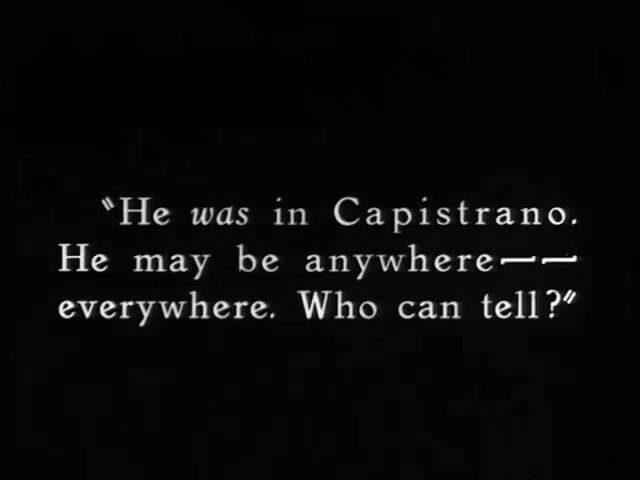 "He was in Capistrano.
He may be anywhere——
everywhere. Who can tell?"